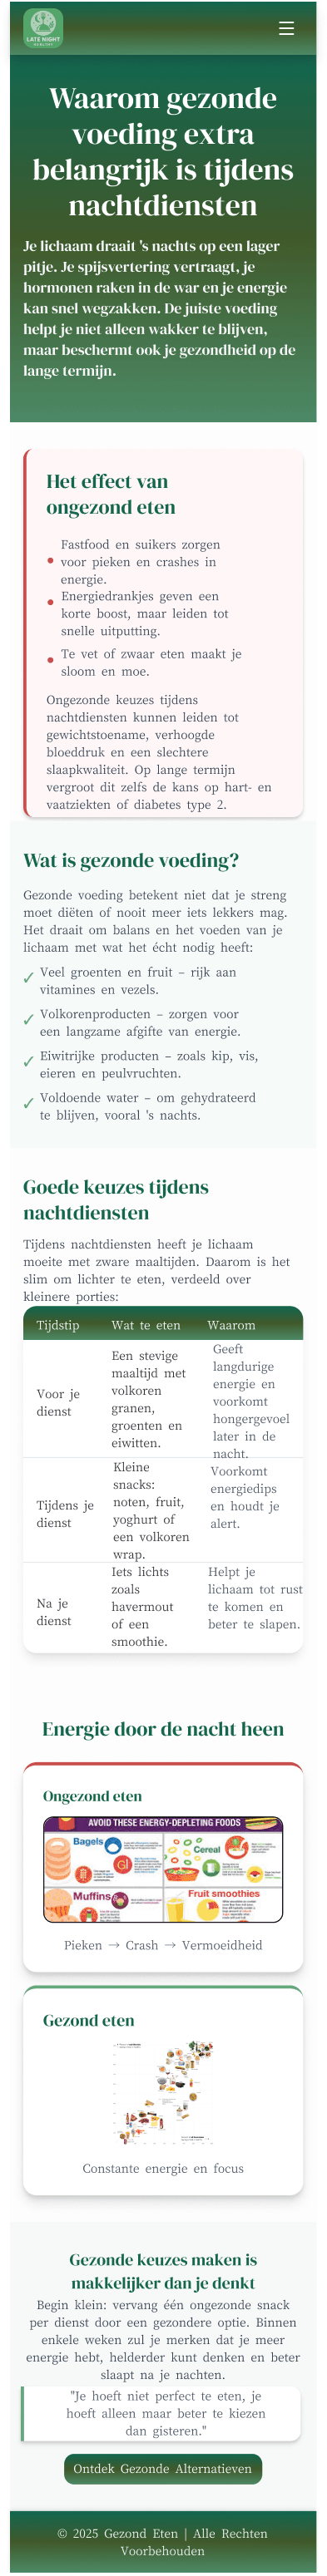 LATE NIGHT
HEALTHY
Waarom gezonde
voeding extra
belangrijk is tijdens
nachtdiensten
Je lichaam draait 's nachts op een lager
pitje. Je spijsvertering vertraagt, je
hormonen raken in de war en je energie
kan snel wegzakken. De juiste voeding
helpt je niet alleen wakker te blijven,
maar beschermt ook je gezondheid op de
lange termijn.
Het effect van
ongezond eten
Fastfood en suikers zorgen
voor pieken en crashes in
energie.
Energiedrankjes geven een
korte boost, maar leiden tot
snelle uitputting.
Te vet of zwaar eten maakt je
sloom en moe.
Ongezonde keuzes tijdens
nachtdiensten kunnen leiden tot
gewichtstoename, verhoogde
bloeddruk en een slechtere
slaapkwaliteit. Op lange termijn
vergroot dit zelfs de kans op hart- en
vaatziekten of diabetes type 2.
Wat is gezonde voeding?
Gezonde voeding betekent niet dat je streng
moet diëten of nooit meer iets lekkers mag.
Het draait om balans en het voeden van je
lichaam met wat het écht nodig heeft:
✓ Veel groenten en fruit – rijk aan
vitamines en vezels.
✓ Volkorenproducten – zorgen voor
een langzame afgifte van energie.
✓ Eiwitrijke producten – zoals kip, vis,
eieren en peulvruchten.
✓ Voldoende water – om gehydrateerd
te blijven, vooral 's nachts.
Goede keuzes tijdens
nachtdiensten
Tijdens nachtdiensten heeft je lichaam
moeite met zware maaltijden. Daarom is het
slim om lichter te eten, verdeeld over
kleinere porties:
Tijdstip Wat te eten Waarom
Voor je
dienst
Een stevige
maaltijd met
volkoren
granen,
groenten en
eiwitten.
Geeft
langdurige
energie en
voorkomt
hongergevoel
later in de
nacht.
Tijdens je
dienst
Kleine
snacks:
noten, fruit,
yoghurt of
een volkoren
wrap.
Voorkomt
energiedips
en houdt je
alert.
Na je
dienst
Iets lichts
zoals
havermout
of een
smoothie.
Helpt je
lichaam tot rust
te komen en
beter te slapen.
Energie door de nacht heen
Ongezond eten
AVOID THESE ENERGY-DEPLETING FOODS
Bagels
GI
Cereal
Muffins
Fruit smoothies
Pieken → Crash → Vermoeidheid
Gezond eten
Constante energie en focus
Gezonde keuzes maken is
makkelijker dan je denkt
Begin klein: vervang één ongezonde snack
per dienst door een gezondere optie. Binnen
enkele weken zul je merken dat je meer
energie hebt, helderder kunt denken en beter
slaapt na je nachten.
"Je hoeft niet perfect te eten, je
hoeft alleen maar beter te kiezen
dan gisteren."
Ontdek Gezonde Alternatieven
© 2025 Gezond Eten | Alle Rechten
Voorbehouden